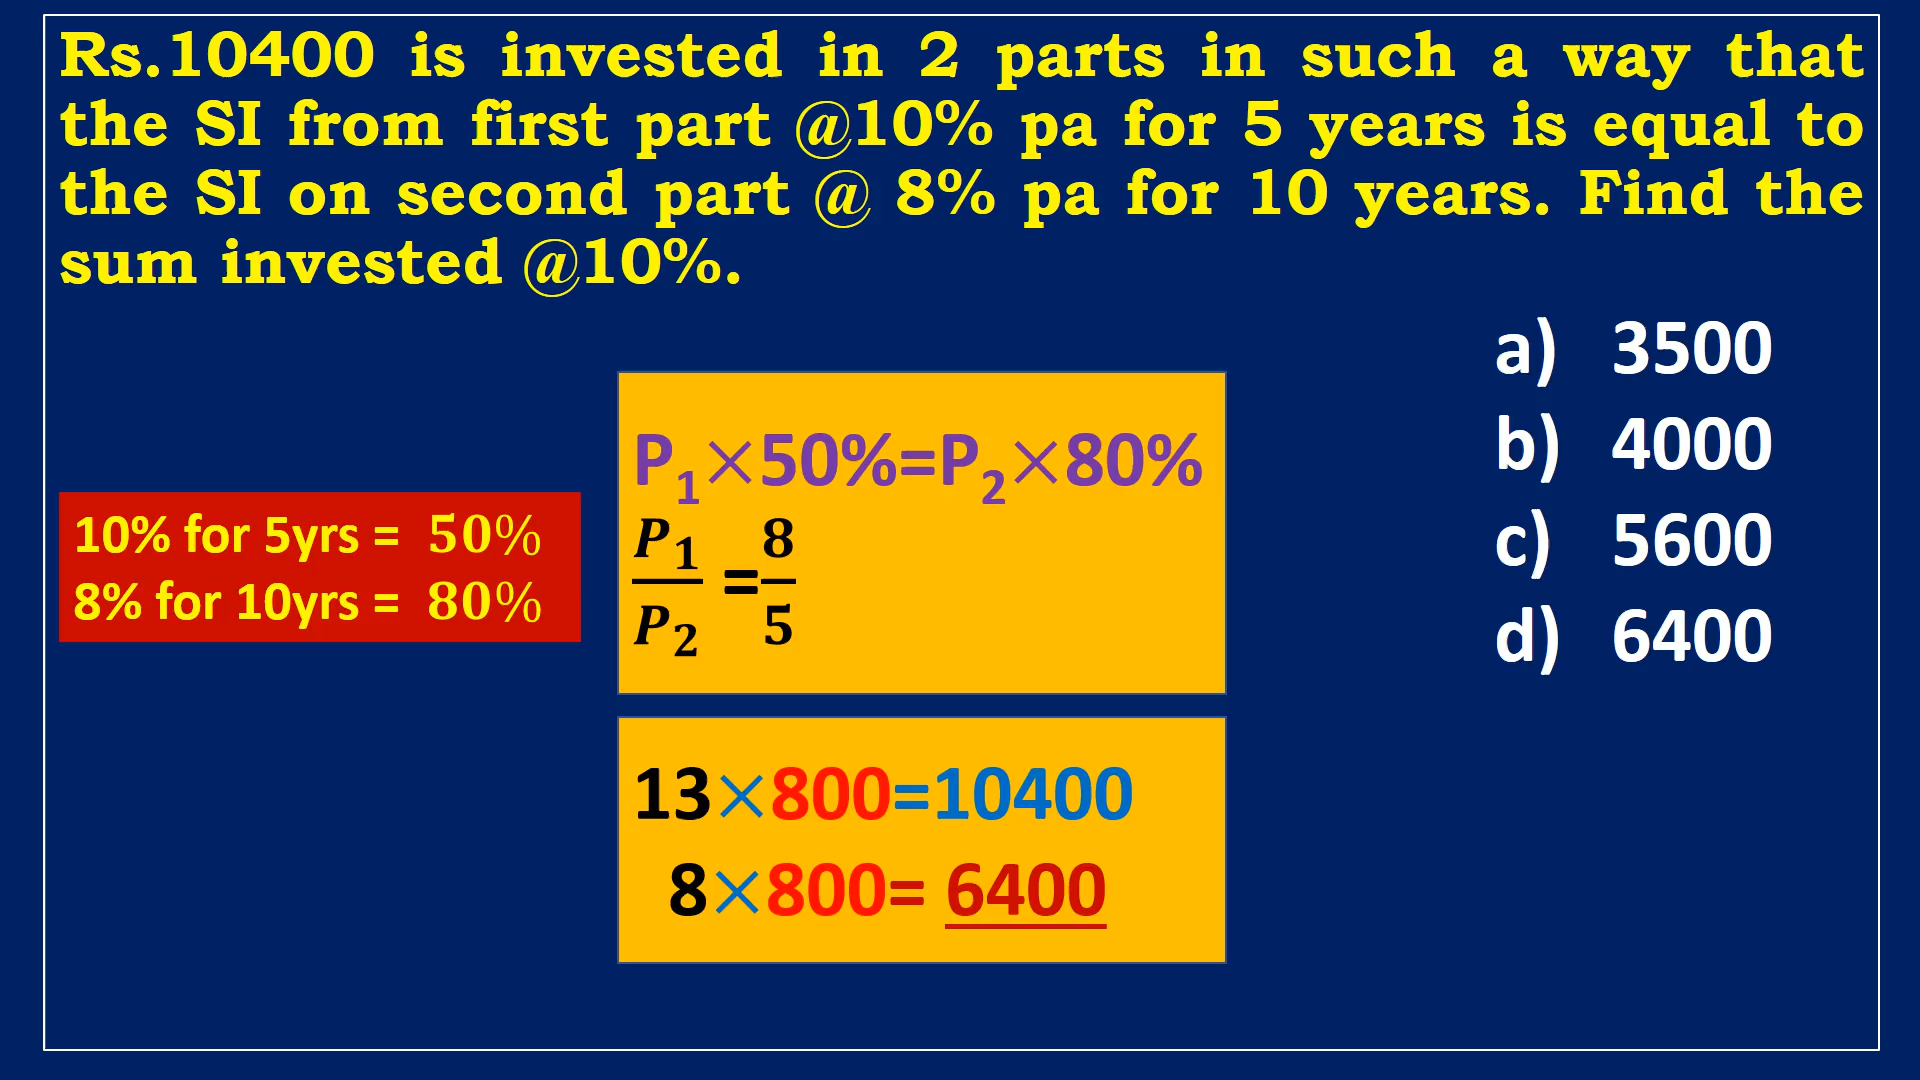 Rs.10400 is invested in 2 parts in such a way that
the SI from first part @10% pa for 5 years is equal to
the SI on second part @ 8% pa for 10 years. Find the
sum invested @10%.
a) 3500
b) 4000
c) 5600
d) 6400
10% for 5yrs = 50%
8% for 10yrs = 80%
P₁×50%=P₂×80%
P₁/P₂ =8/5
13×800=10400
8×800= 6400